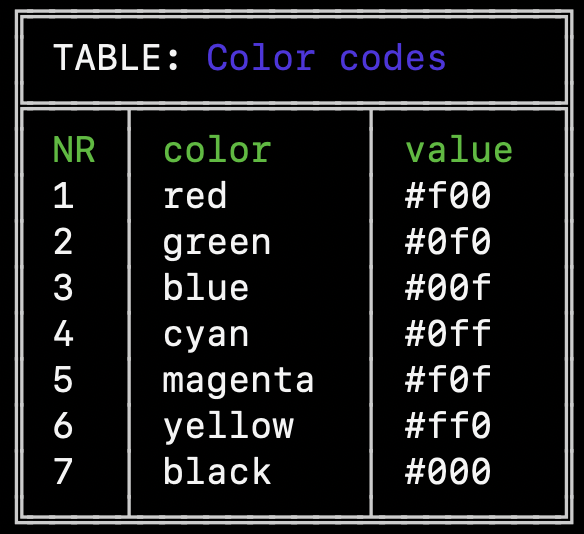 TABLE: Color codes
NR color value
1 red #f00
2 green #0f0
3 blue #00f
4 cyan #0ff
5 magenta #f0f
6 yellow #ff0
7 black #000